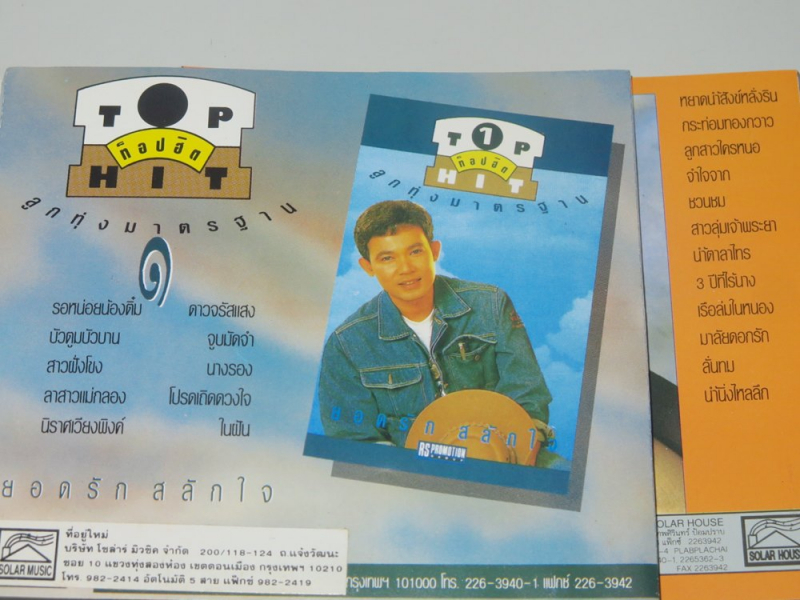 TOP
ท็อปฮิต
HIT
ลูกทุ่งมาตรฐาน
๑
รอหน่อยน้องติ๋ม
ดาวจรัสแสง
บัวตูมบัวบาน
จูบมัดจำ
สาวฝั่งโขง
นางรอง
ลาสาวแม่กลอง
โปรดเถิดดวงใจ
นิราศเวียงพิงค์
ในฝัน
ยอดรัก สลักใจ
TOP
1
ท็อปฮิต
HIT
ลูกทุ่งมาตรฐาน
ยอดรัก สลักใจ
RS PROMOTION
SOLAR MUSIC
ที่อยู่ใหม่
บริษัท โซล่าร์ มิวซิค จำกัด 200/118-124 ถ.แจ้งวัฒนะ
ซอย 10 แขวงทุ่งสองห้อง เขตดอนเมือง กรุงเทพฯ 10210
โทร. 982-2414 อัตโนมัติ 5 สาย แฟ็กซ์ 982-2419
กรุงเทพฯ 101000 โทร. 226-3940-1 แฟกซ์ 226-3942
หยาดน้ำสังข์หลั่งริน
กระท่อมทองกวาว
ลูกสาวใครหนอ
จำใจจาก
ชวนชม
สาวลุ่มเจ้าพระยา
น้ำตาลาไทร
3 ปีที่ไร้นาง
เรือล่มในหนอง
มาลัยดอกรัก
ลั่นทม
น้ำนิ่งไหลลึก
OLAR HOUSE
แฟ็กซ์ 2263942
-4 PLABPLACHAI
40-1, 2265362-3
FAX 2263942
SOLAR HOUSE